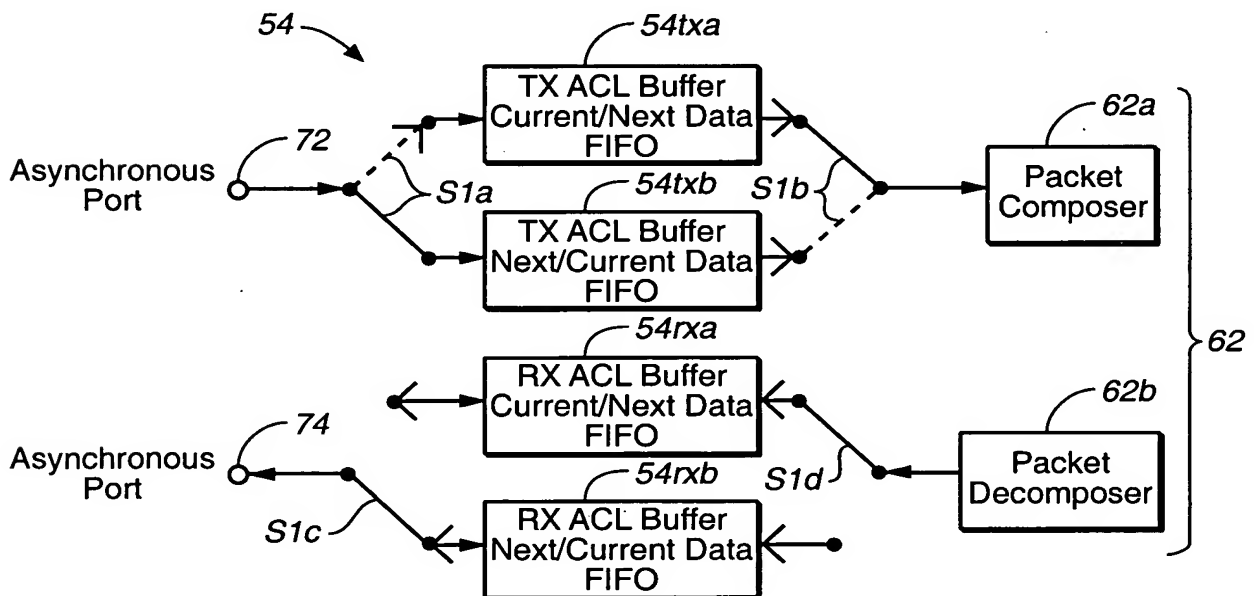 54
54txa
TX ACL Buffer
Current/Next Data
FIFO
72
Asynchronous
Port
S1a
54txb
TX ACL Buffer
Next/Current Data
FIFO
S1b
62a
Packet
Composer
62
54rxa
RX ACL Buffer
Current/Next Data
FIFO
74
Asynchronous
Port
S1c
54rxb
RX ACL Buffer
Next/Current Data
FIFO
S1d
62b
Packet
Decomposer